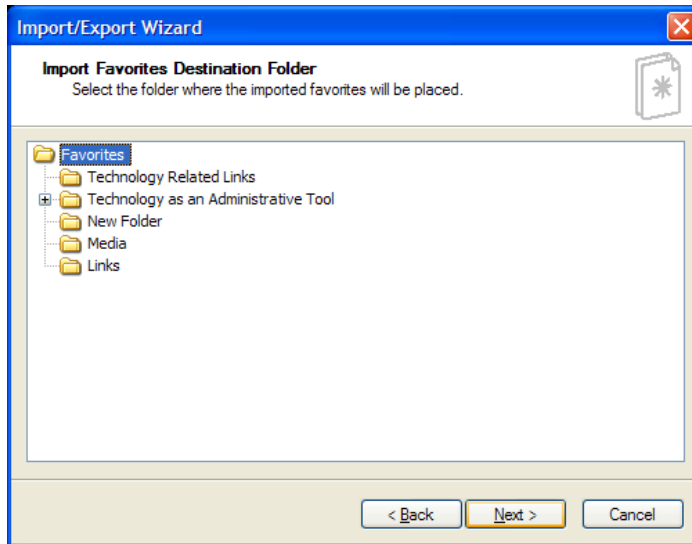 Import/Export Wizard
Import Favorites Destination Folder
Select the folder where the imported favorites will be placed.
Favorites
Technology Related Links
Technology as an Administrative Tool
New Folder
Media
Links
< Back Next > Cancel